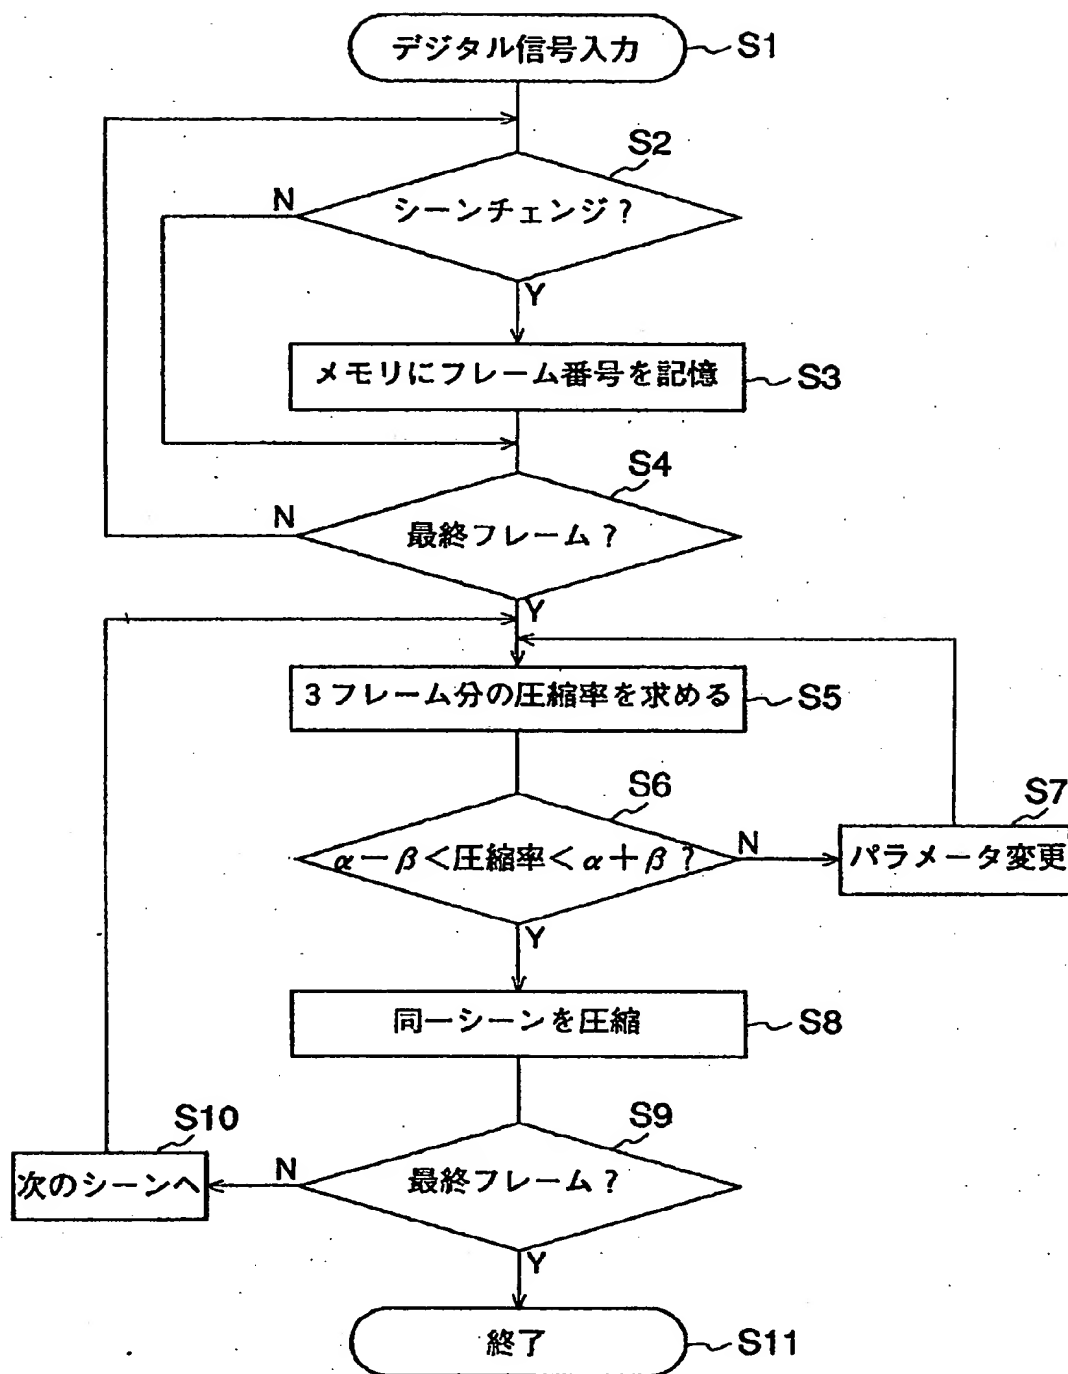 デジタル信号入力 S1
S2
N
シーンチェンジ?
Y
メモリにフレーム番号を記憶 S3
S4
N
最終フレーム?
Y
3フレーム分の圧縮率を求める S5
S6
S7
α-β<圧縮率<α+β?
N
パラメータ変更
Y
同一シーンを圧縮 S8
S10
S9
次のシーンへ
N
最終フレーム?
Y
終了 S11